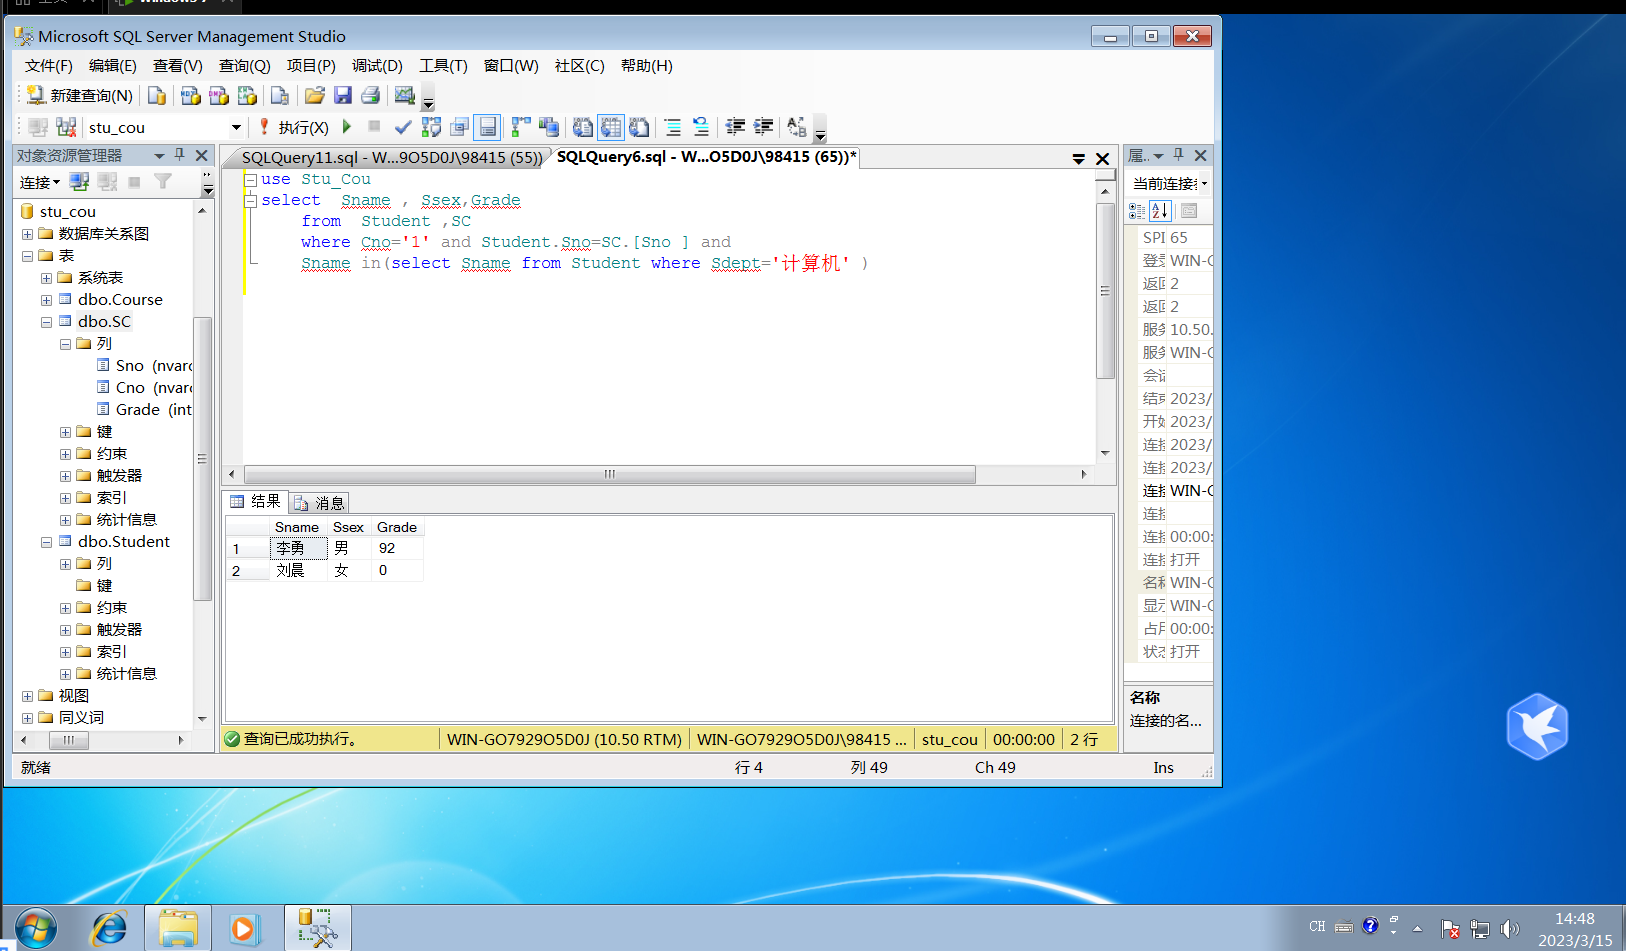 Microsoft SQL Server Management Studio
文件(F) 编辑(E) 查看(V) 查询(Q) 项目(P) 调试(D) 工具(T) 窗口(W) 社区(C) 帮助(H)
新建查询(N)
stu_cou 执行(X)
对象资源管理器
连接
stu_cou
数据库关系图
表
系统表
dbo.Course
dbo.SC
列
Sno (nvarc
Cno (nvarc
Grade (int
键
约束
触发器
索引
统计信息
dbo.Student
列
键
约束
触发器
索引
统计信息
视图
同义词
SQLQuery11.sql - W...9O5D0J\98415 (55)) SQLQuery6.sql - W...O5D0J\98415 (65))*
use Stu_Cou
select Sname , Ssex,Grade
from Student ,SC
where Cno='1' and Student.Sno=SC.[Sno ] and
Sname in(select Sname from Student where Sdept='计算机' )
结果 消息
Sname Ssex Grade
1 李勇 男 92
2 刘晨 女 0
查询已成功执行。 WIN-GO7929O5D0J (10.50 RTM) WIN-GO7929O5D0J\98415 ... stu_cou 00:00:00 2 行
属..
当前连接
SPI 65
WIN-G
返回 2
返回 2
服务 10.50.
服务 WIN-G
会话
结束 2023/
开始 2023/
连接 2023/
连接 2023/
连接 WIN-G
连接
连接 00:00:
连接 打开
名称 WIN-G
显示 WIN-G
占用 00:00:
状态 打开
名称
连接的名...
就绪 行 4 列 49 Ch 49 Ins
CH
14:48
2023/3/15